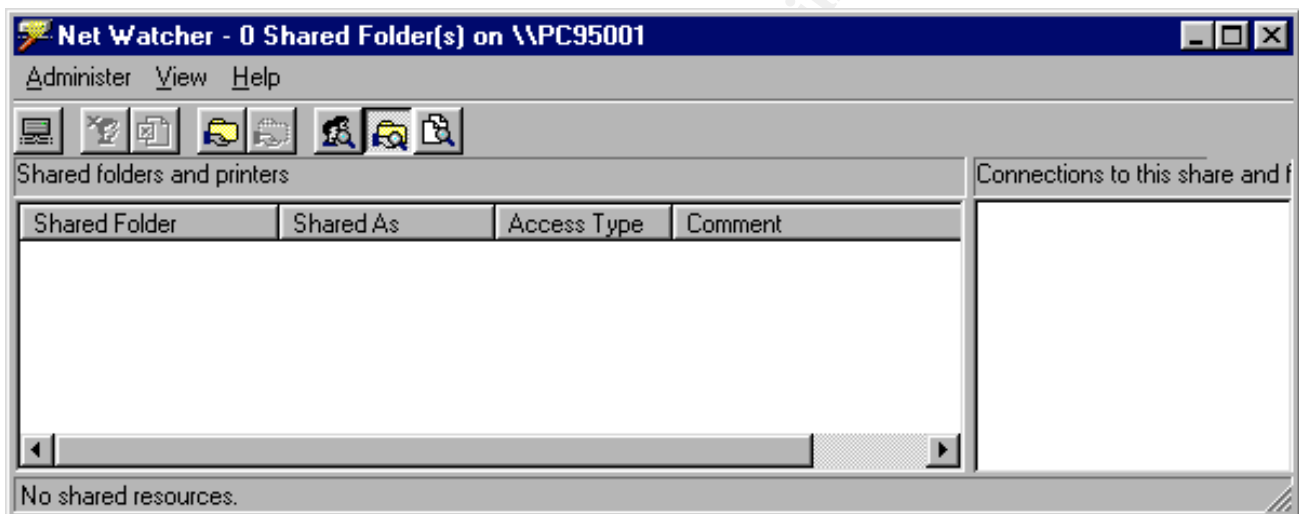 Net Watcher - 0 Shared Folder(s) on \\PC95001
Administer View Help
Shared folders and printers
Connections to this share and f
Shared Folder Shared As Access Type Comment
No shared resources.